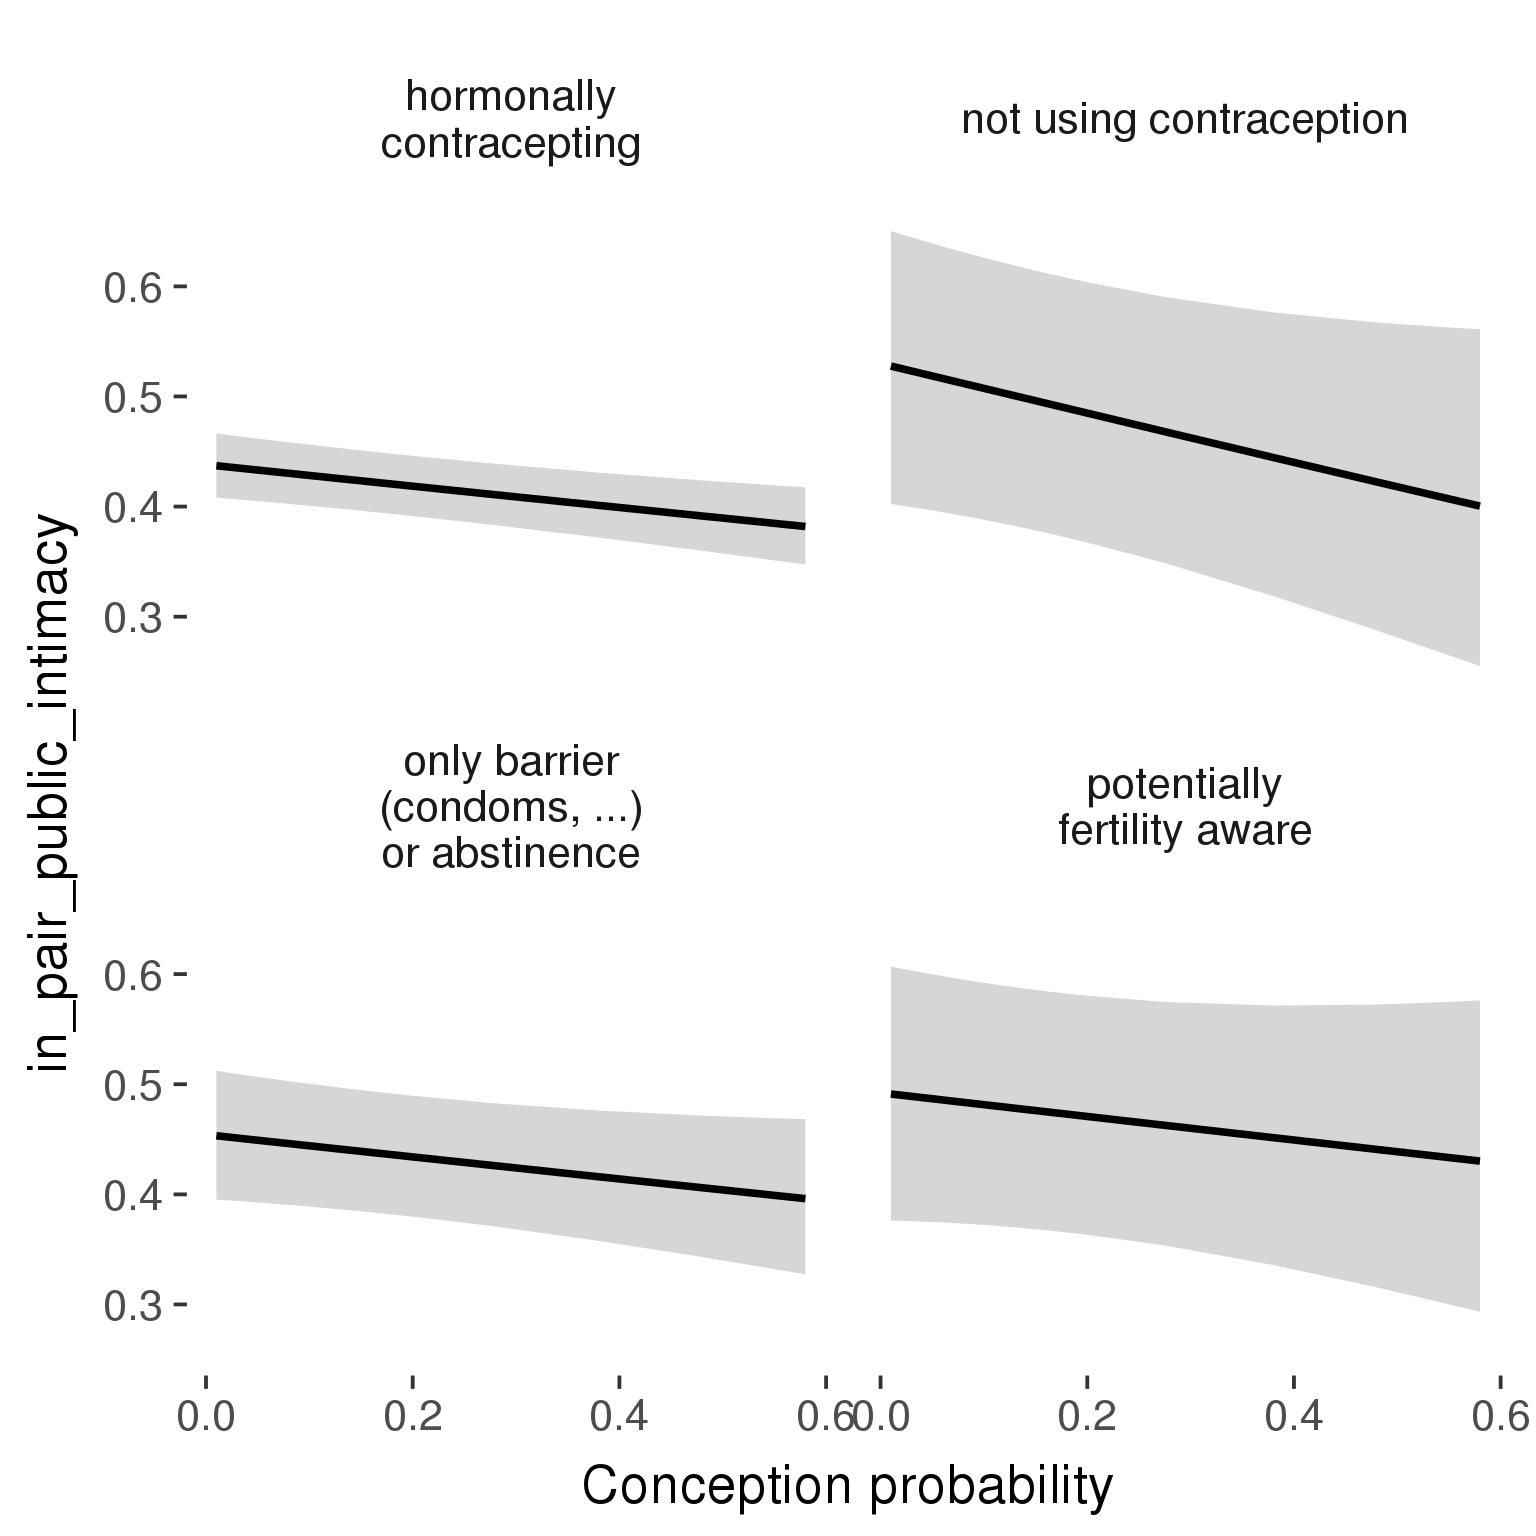 hormonally
contracepting
not using contraception
0.6
0.5
0.4
0.3
only barrier
(condoms, ...)
or abstinence
potentially
fertility aware
0.6
0.5
0.4
0.3
in_pair_public_intimacy
0.0 0.2 0.4 0.6 0.0 0.2 0.4 0.6
Conception probability